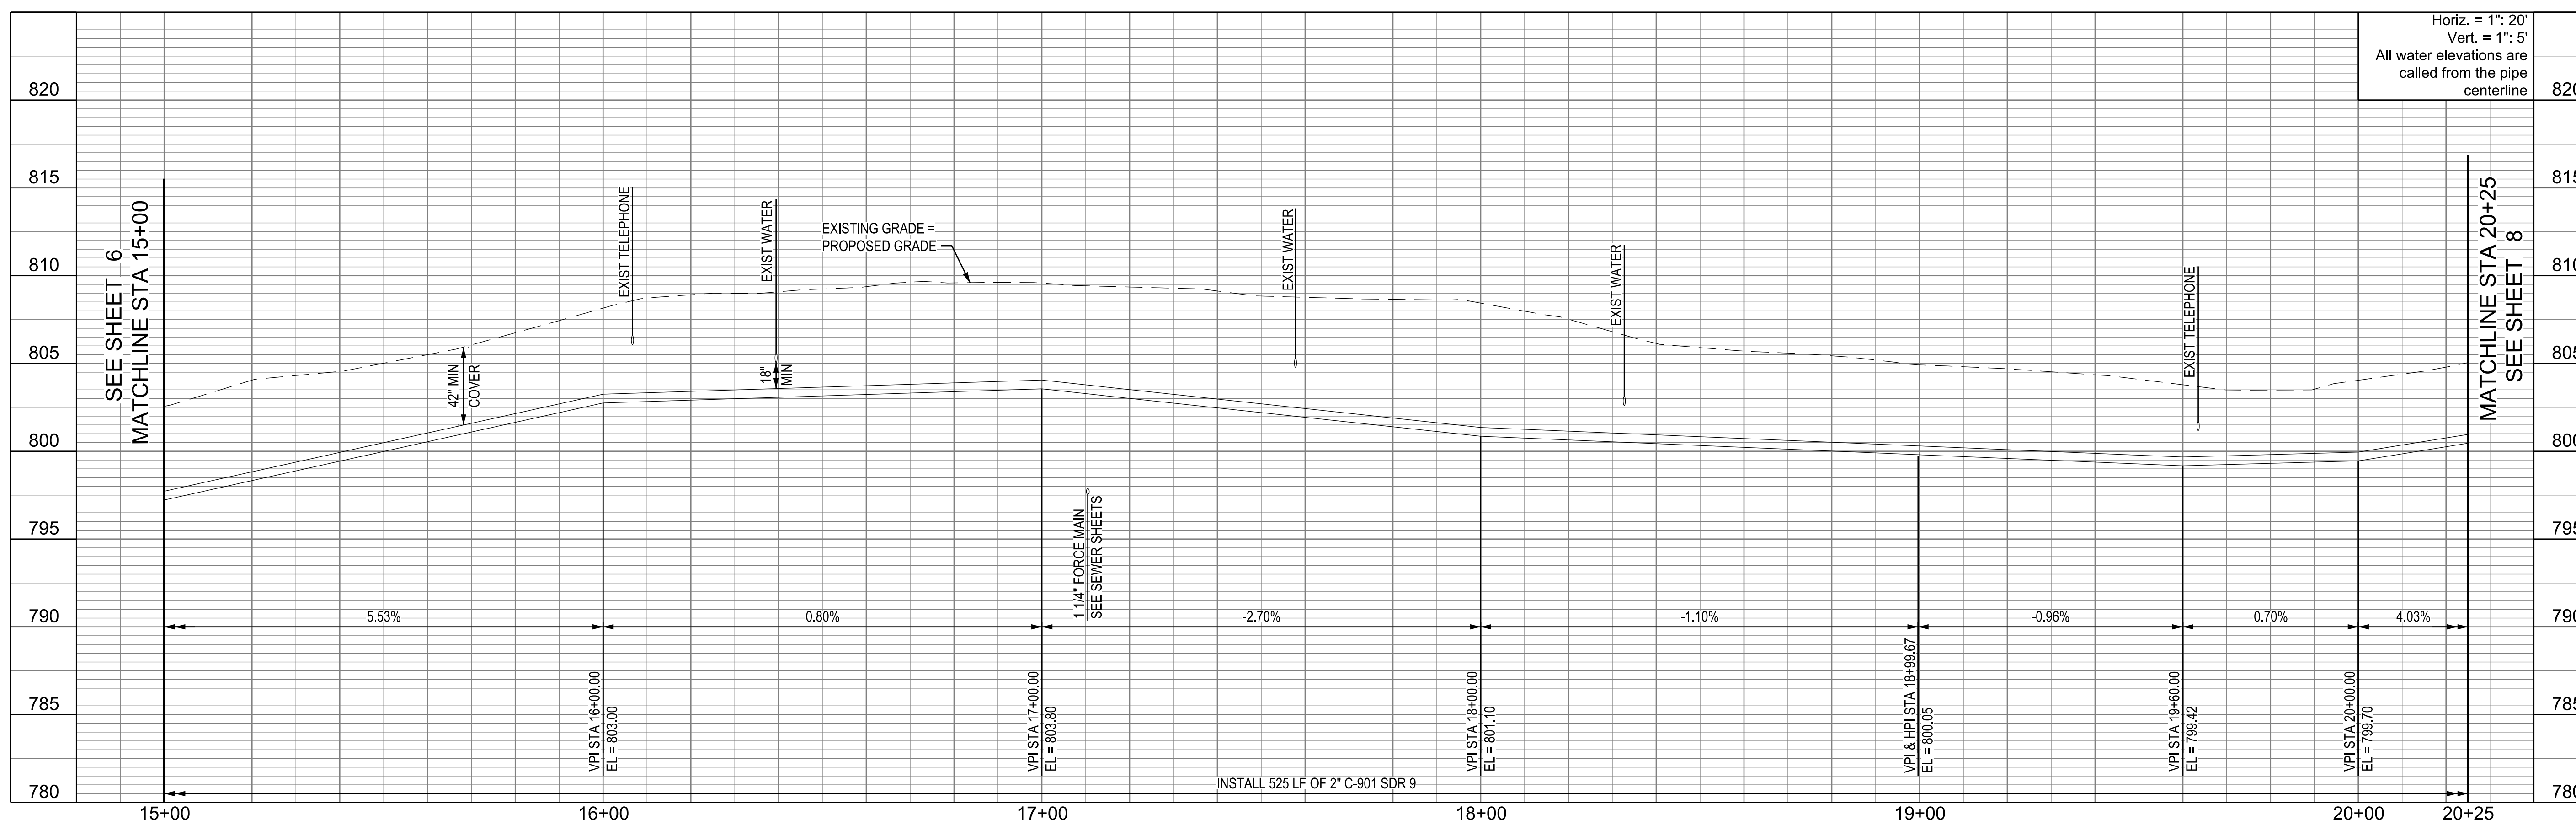 Horiz. = 1": 20'
Vert. = 1": 5'
All water elevations are
called from the pipe
centerline
820
815
810
805
800
795
790
785
780
820
815
810
805
800
795
790
785
780
SEE SHEET 6
MATCHLINE STA 15+00
42" MIN
COVER
EXIST TELEPHONE
EXIST WATER
18"
MIN
EXISTING GRADE =
PROPOSED GRADE
1 1/4" FORCE MAIN
SEE SEWER SHEETS
EXIST WATER
EXIST WATER
EXIST TELEPHONE
MATCHLINE STA 20+25
SEE SHEET 8
5.53%
0.80%
-2.70%
-1.10%
-0.96%
0.70%
4.03%
VPI STA 16+00.00
EL = 803.00
VPI STA 17+00.00
EL = 803.80
VPI STA 18+00.00
EL = 801.10
VPI & HPI STA 18+99.67
EL = 800.05
VPI STA 19+60.00
EL = 799.42
VPI STA 20+00.00
EL = 799.70
INSTALL 525 LF OF 2" C-901 SDR 9
15+00
16+00
17+00
18+00
19+00
20+00
20+25